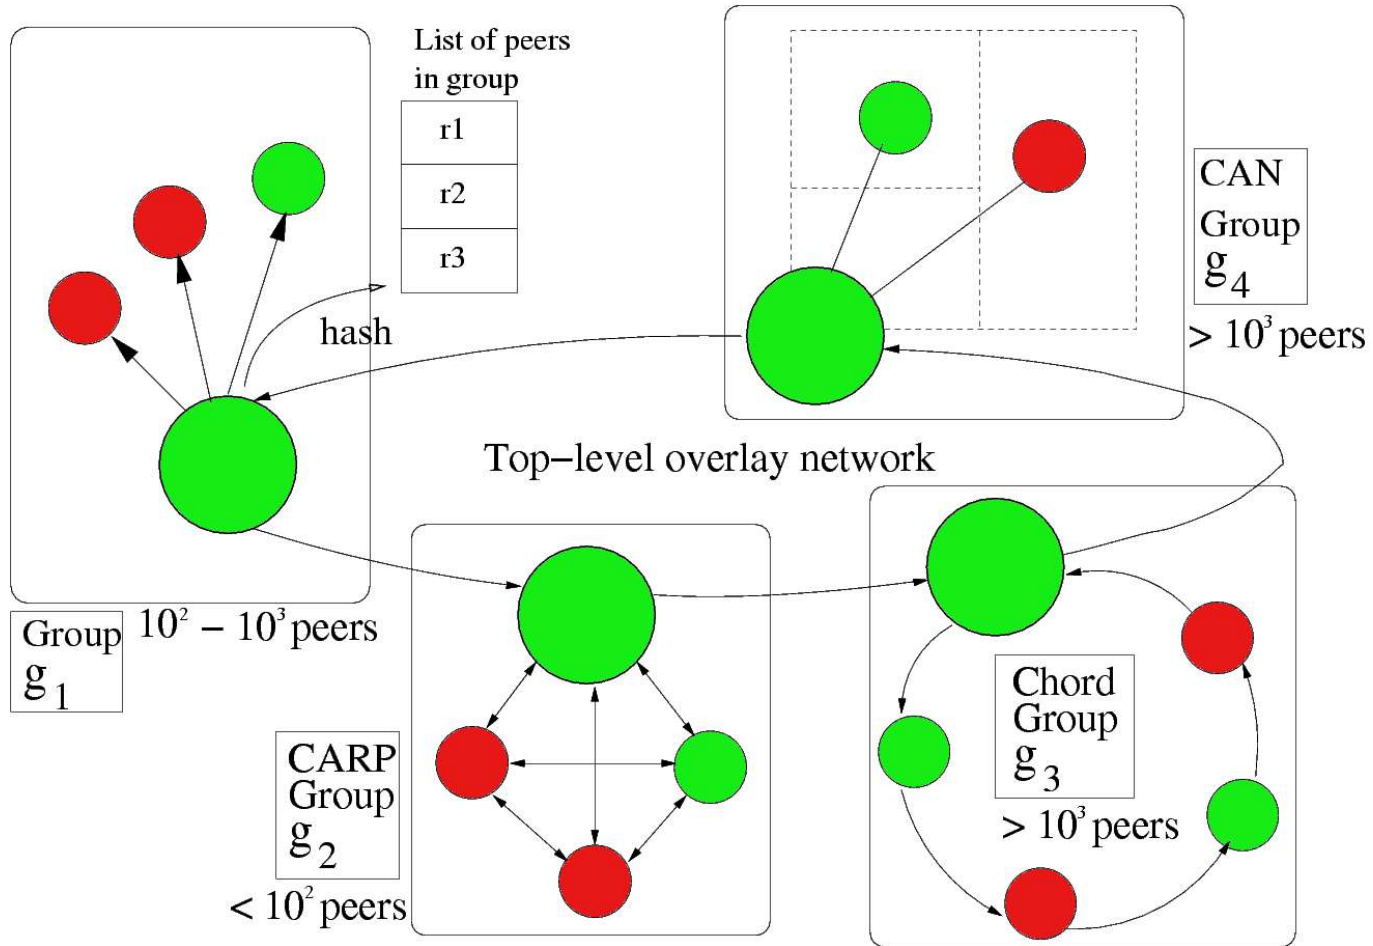 List of peers
in group
r1
r2
r3
hash
CAN
Group
g4
> 10³ peers
Top−level overlay network
Group
g1
10² − 10³ peers
CARP
Group
g2
< 10² peers
Chord
Group
g3
> 10³ peers